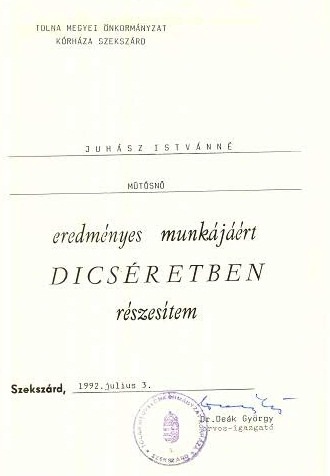 TOLNA MEGYEI ÖNKORMÁNYZAT
KÓRHÁZA SZEKSZÁRD
JUHÁSZ ISTVÁNNÉ
MŰTŐSNŐ
eredményes munkájáért
DICSÉRETBEN
részesítem
Szekszárd, 1992.július 3.
Dr.Deák György
orvos-igazgató
SZEKSZÁRD